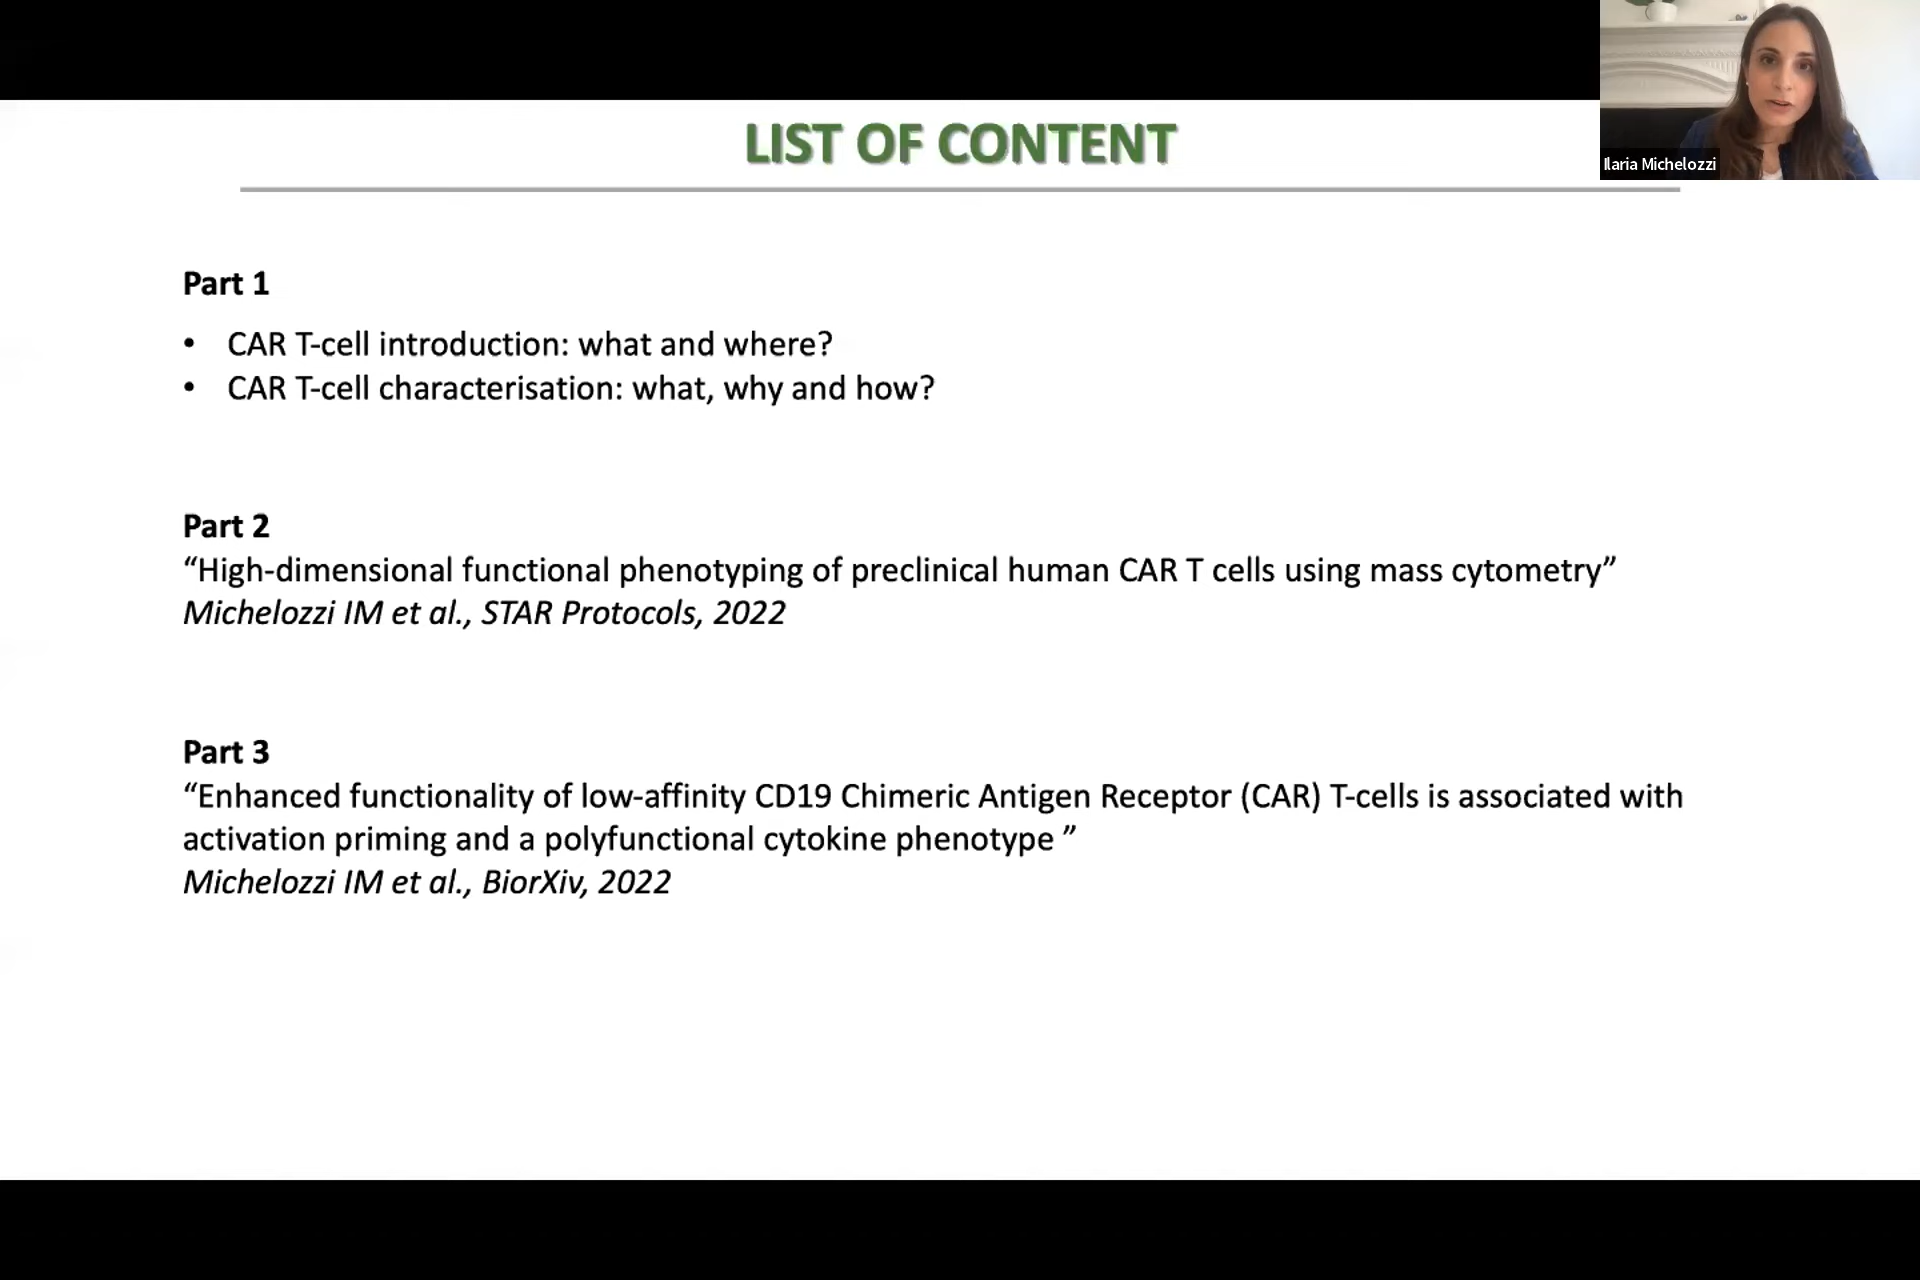 LIST OF CONTENT
Ilaria Michelozzi
Part 1
• CAR T-cell introduction: what and where?
• CAR T-cell characterisation: what, why and how?
Part 2
“High-dimensional functional phenotyping of preclinical human CAR T cells using mass cytometry”
Michelozzi IM et al., STAR Protocols, 2022
Part 3
“Enhanced functionality of low-affinity CD19 Chimeric Antigen Receptor (CAR) T-cells is associated with
activation priming and a polyfunctional cytokine phenotype ”
Michelozzi IM et al., BiorXiv, 2022